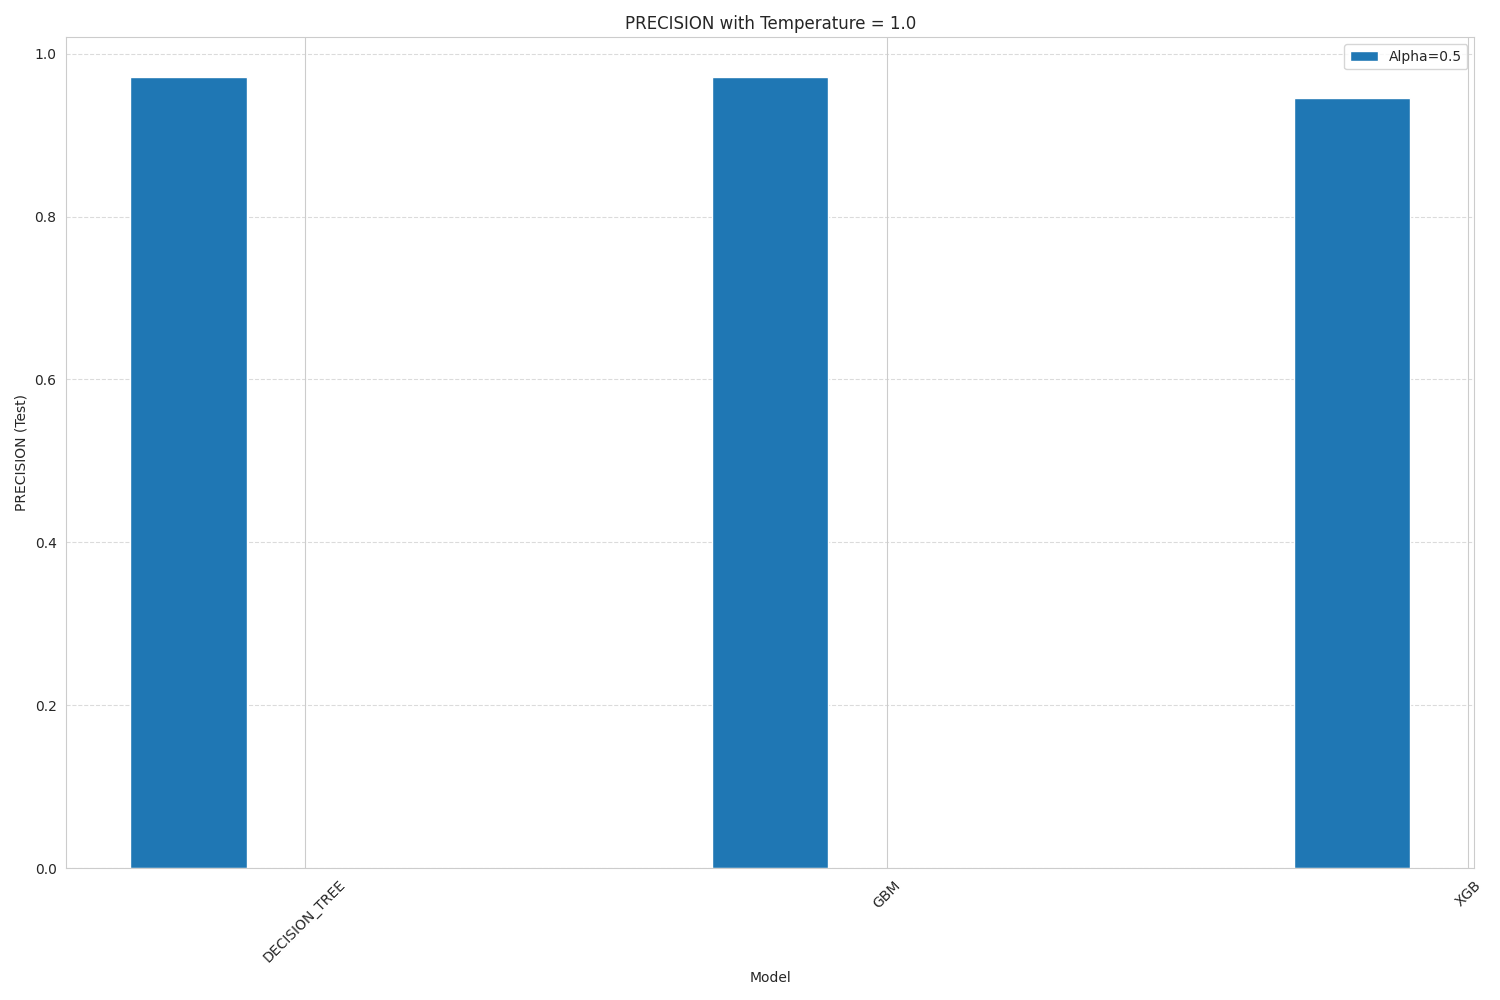 PRECISION with Temperature = 1.0
Alpha=0.5
PRECISION (Test)
1.0
0.8
0.6
0.4
0.2
0.0
DECISION_TREE
GBM
XGB
Model